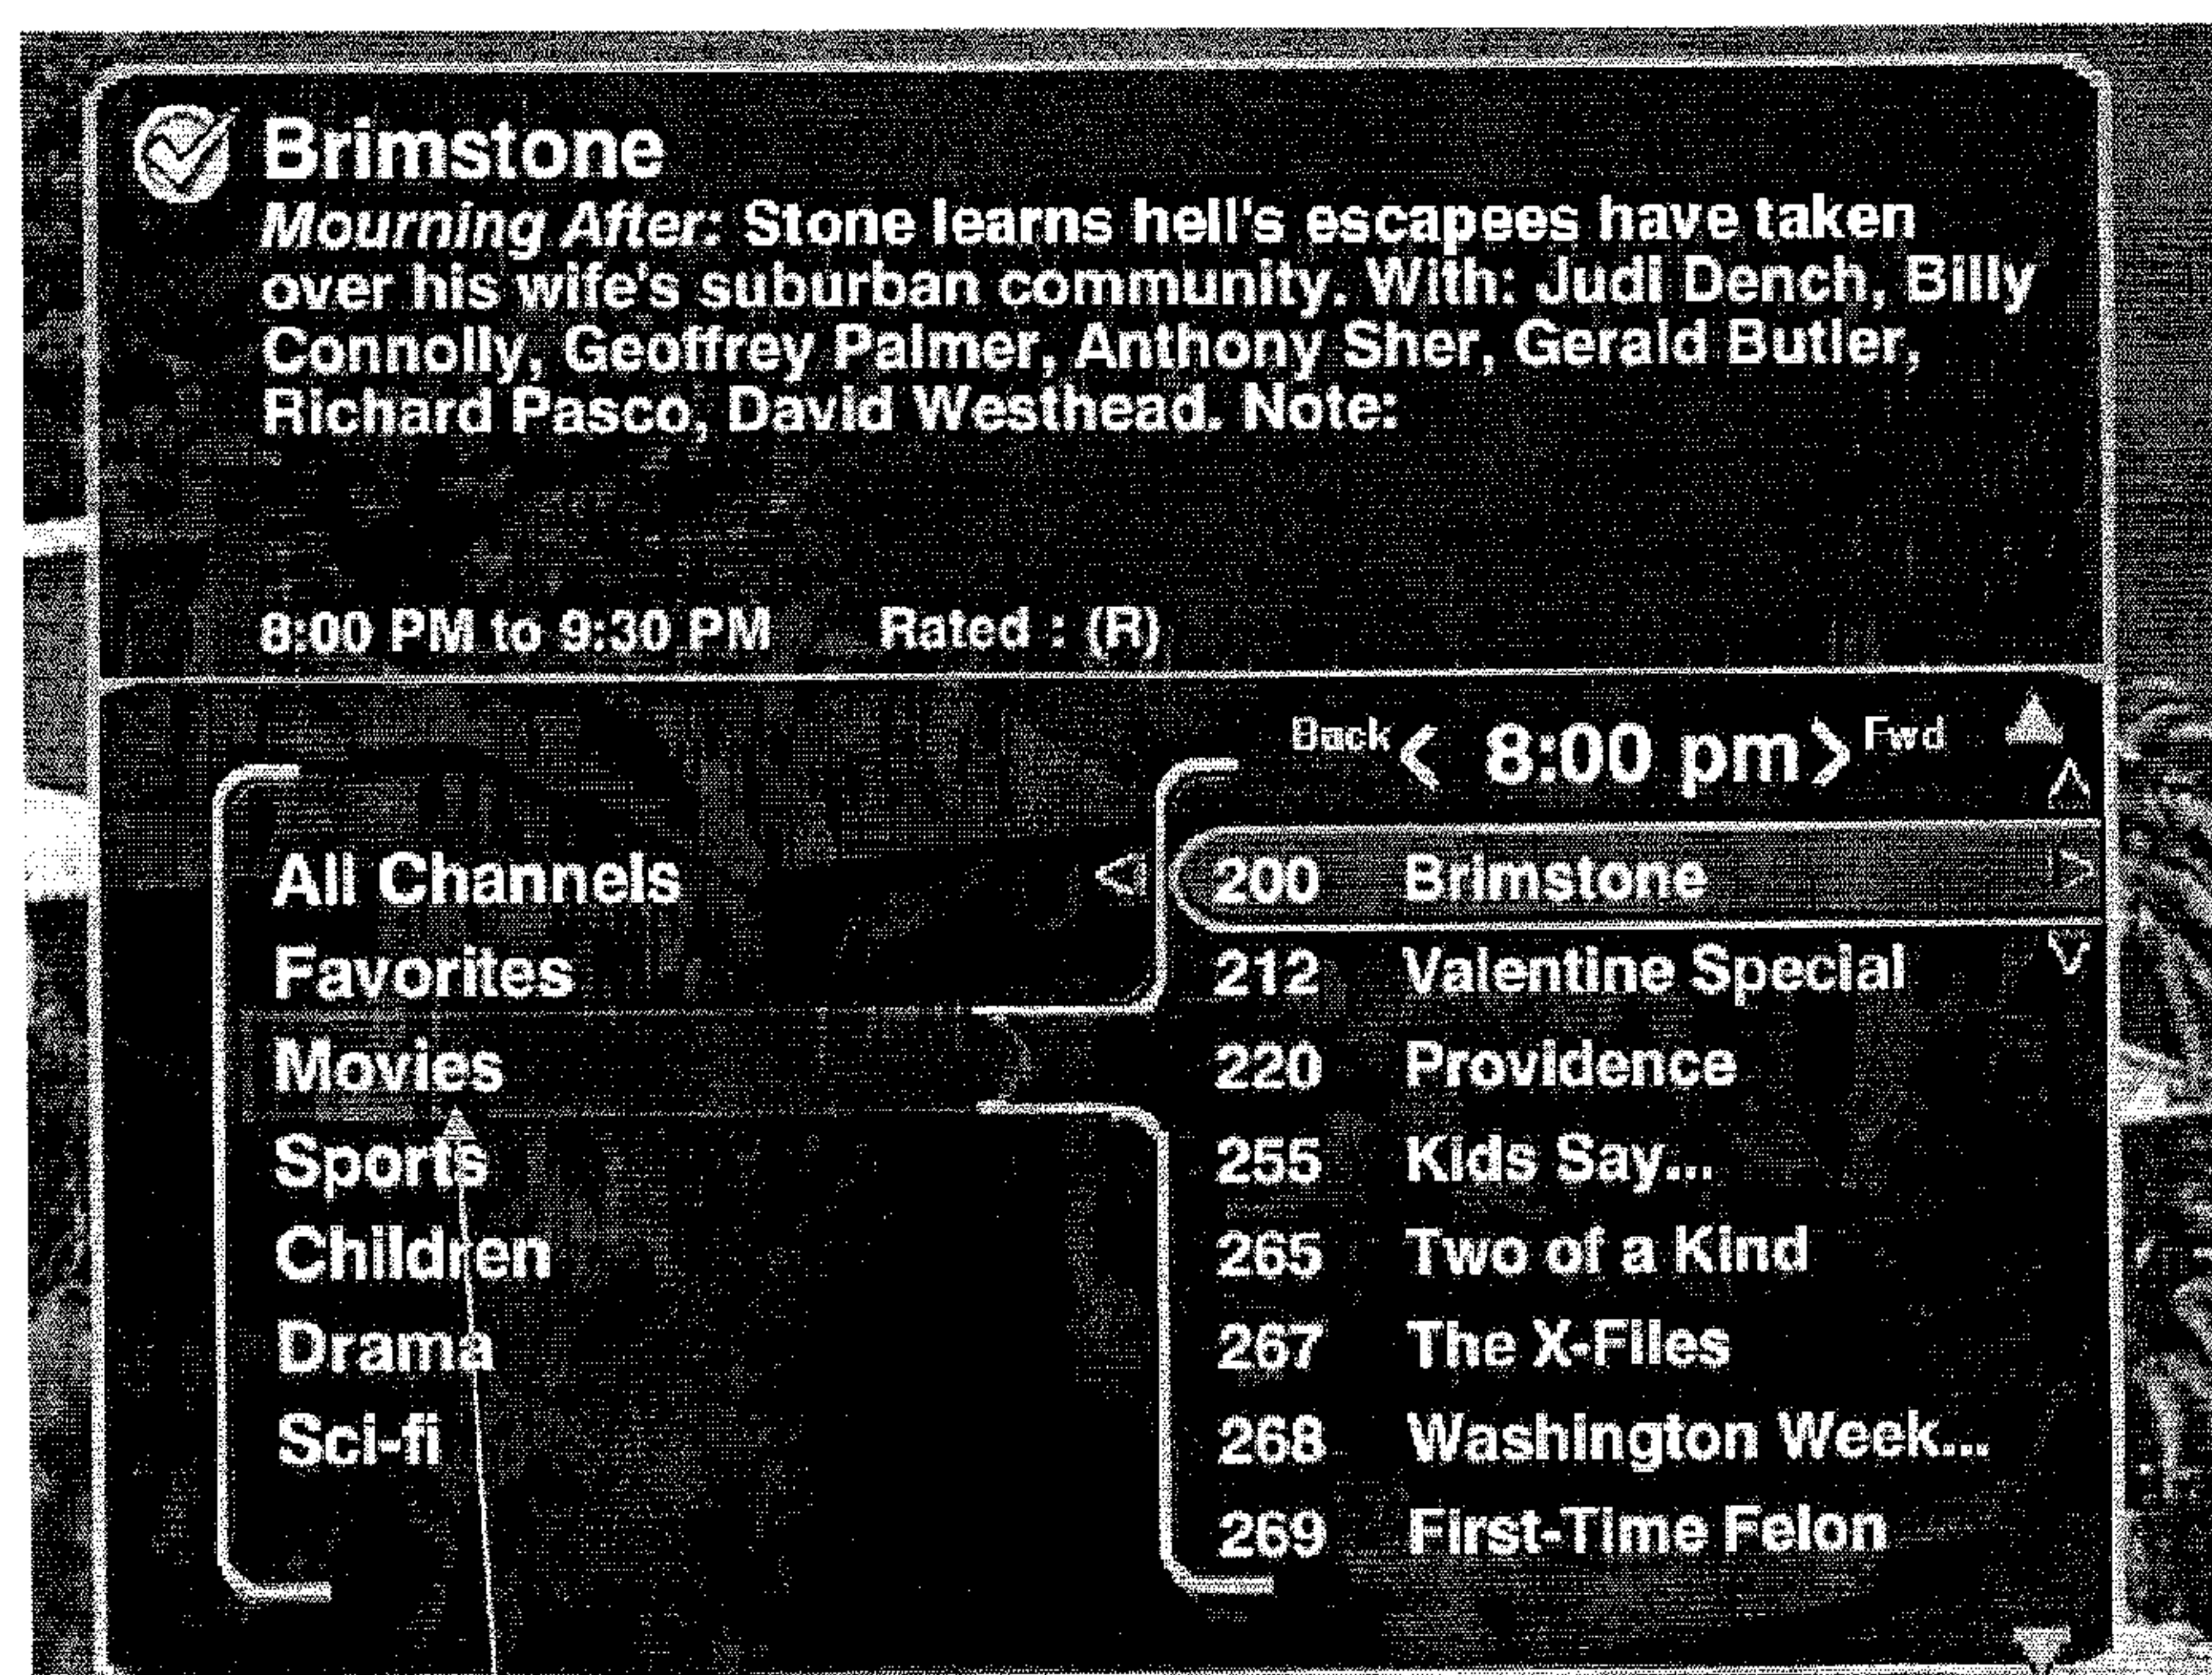 Brimstone
Mourning After: Stone learns hell's escapees have taken
over his wife's suburban community. With: Judi Dench, Billy
Connolly, Geoffrey Palmer, Anthony Sher, Gerald Butler,
Richard Pasco, David Westhead. Note:
8:00 PM to 9:30 PM Rated : (R)
Back < 8:00 pm > Fwd
All Channels
Favorites
Movies
Sports
Children
Drama
Sci-fi
200 Brimstone
212 Valentine Special
220 Providence
255 Kids Say...
265 Two of a Kind
267 The X-Files
268 Washington Week...
269 First-Time Felon